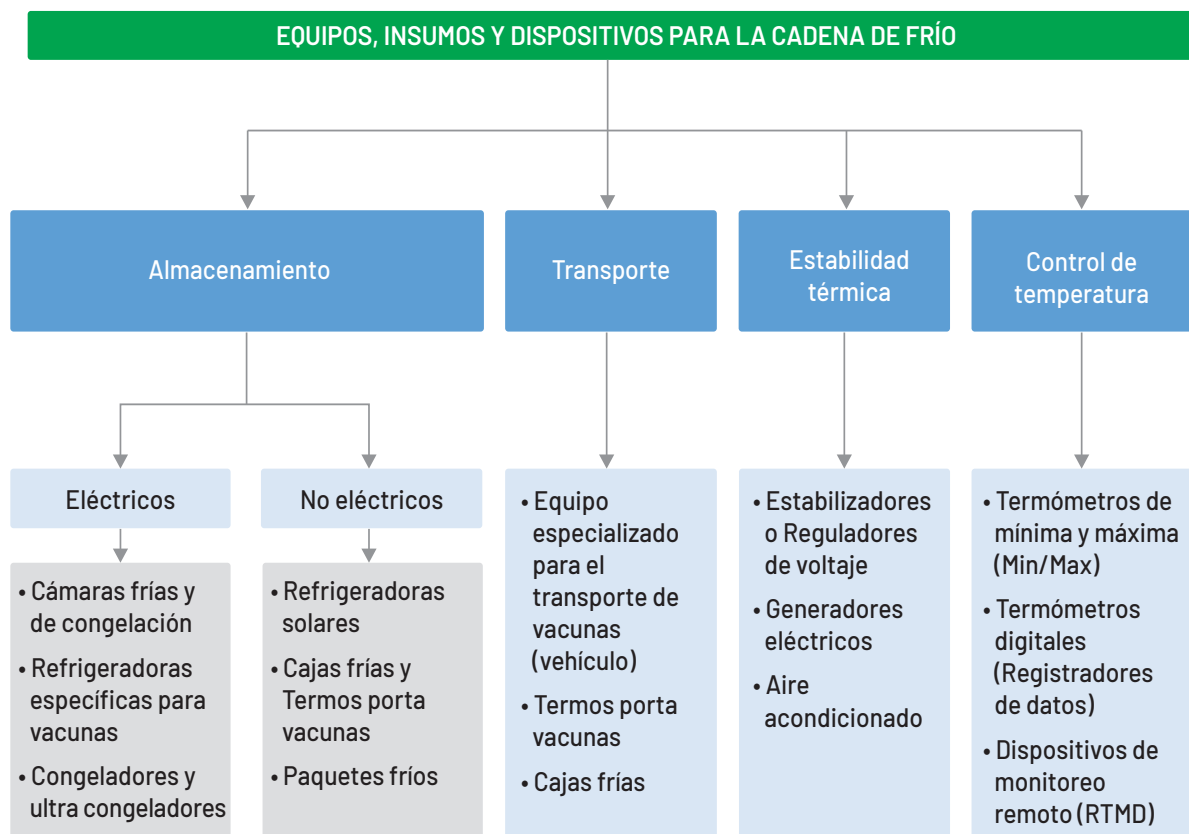 EQUIPOS, INSUMOS Y DISPOSITIVOS PARA LA CADENA DE FRÍO
Almacenamiento
Transporte
Estabilidad
térmica
Control de
temperatura
Eléctricos
• Cámaras frías y
de congelación
• Refrigeradoras
específicas para
vacunas
• Congeladores y
ultra congeladores
No eléctricos
• Refrigeradoras
solares
• Cajas frías y
Termos porta
vacunas
• Paquetes fríos
• Equipo
especializado
para el
transporte de
vacunas
(vehículo)
• Termos porta
vacunas
• Cajas frías
• Estabilizadores
o Reguladores
de voltaje
• Generadores
eléctricos
• Aire
acondicionado
• Termómetros de
mínima y máxima
(Min/Max)
• Termómetros
digitales
(Registradores
de datos)
• Dispositivos de
monitoreo
remoto (RTMD)